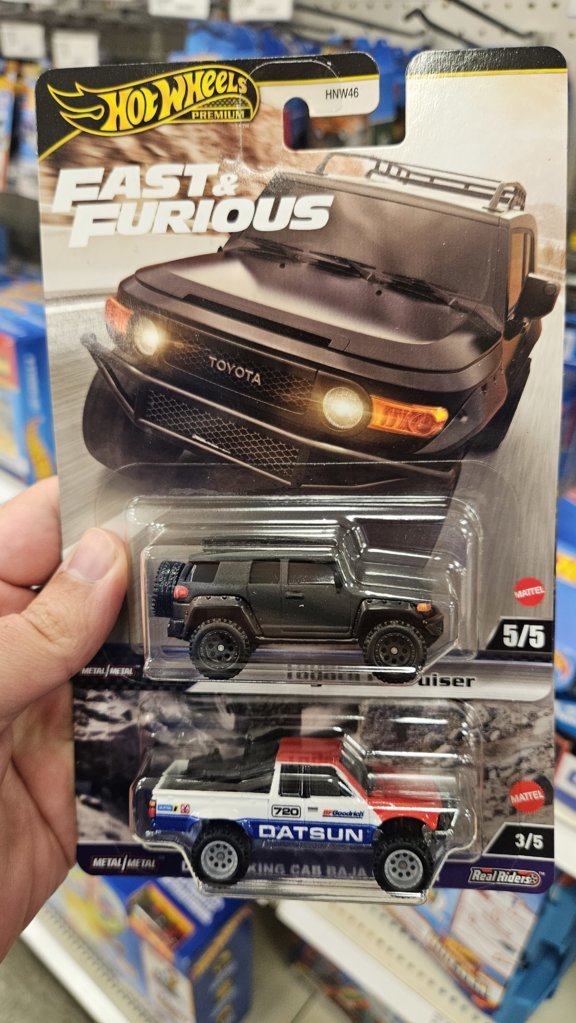 HOT WHEELS
PREMIUM
HNW46
FAST &
FURIOUS
TOYOTA
MATTEL
5/5
METAL/METAL
uiser
MATTEL
720
BFGoodrich
DATSUN
3/5
METAL/METAL
KING CAB BAJA
Real Riders